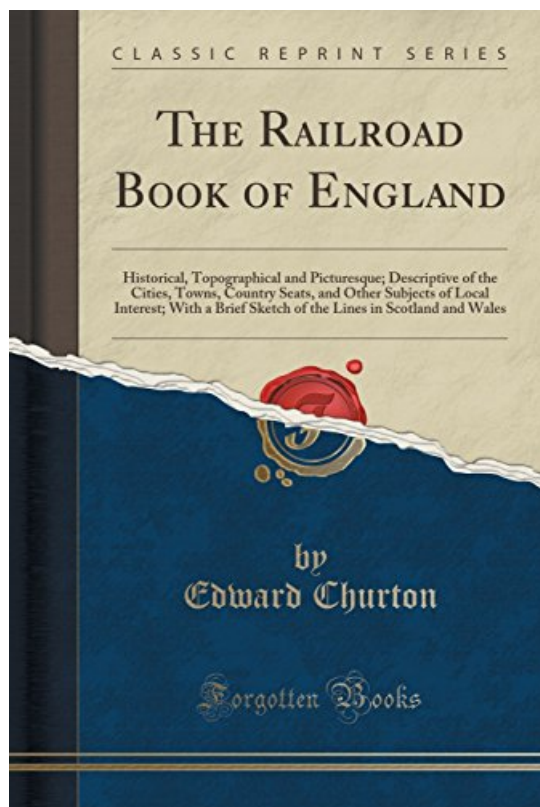 CLASSIC REPRINT SERIES
THE RAILROAD
BOOK OF ENGLAND
Historical, Topographical and Picturesque; Descriptive of the
Cities, Towns, Country Seats, and Other Subjects of Local
Interest; With a Brief Sketch of the Lines in Scotland and Wales
by
Edward Churton
Forgotten Books